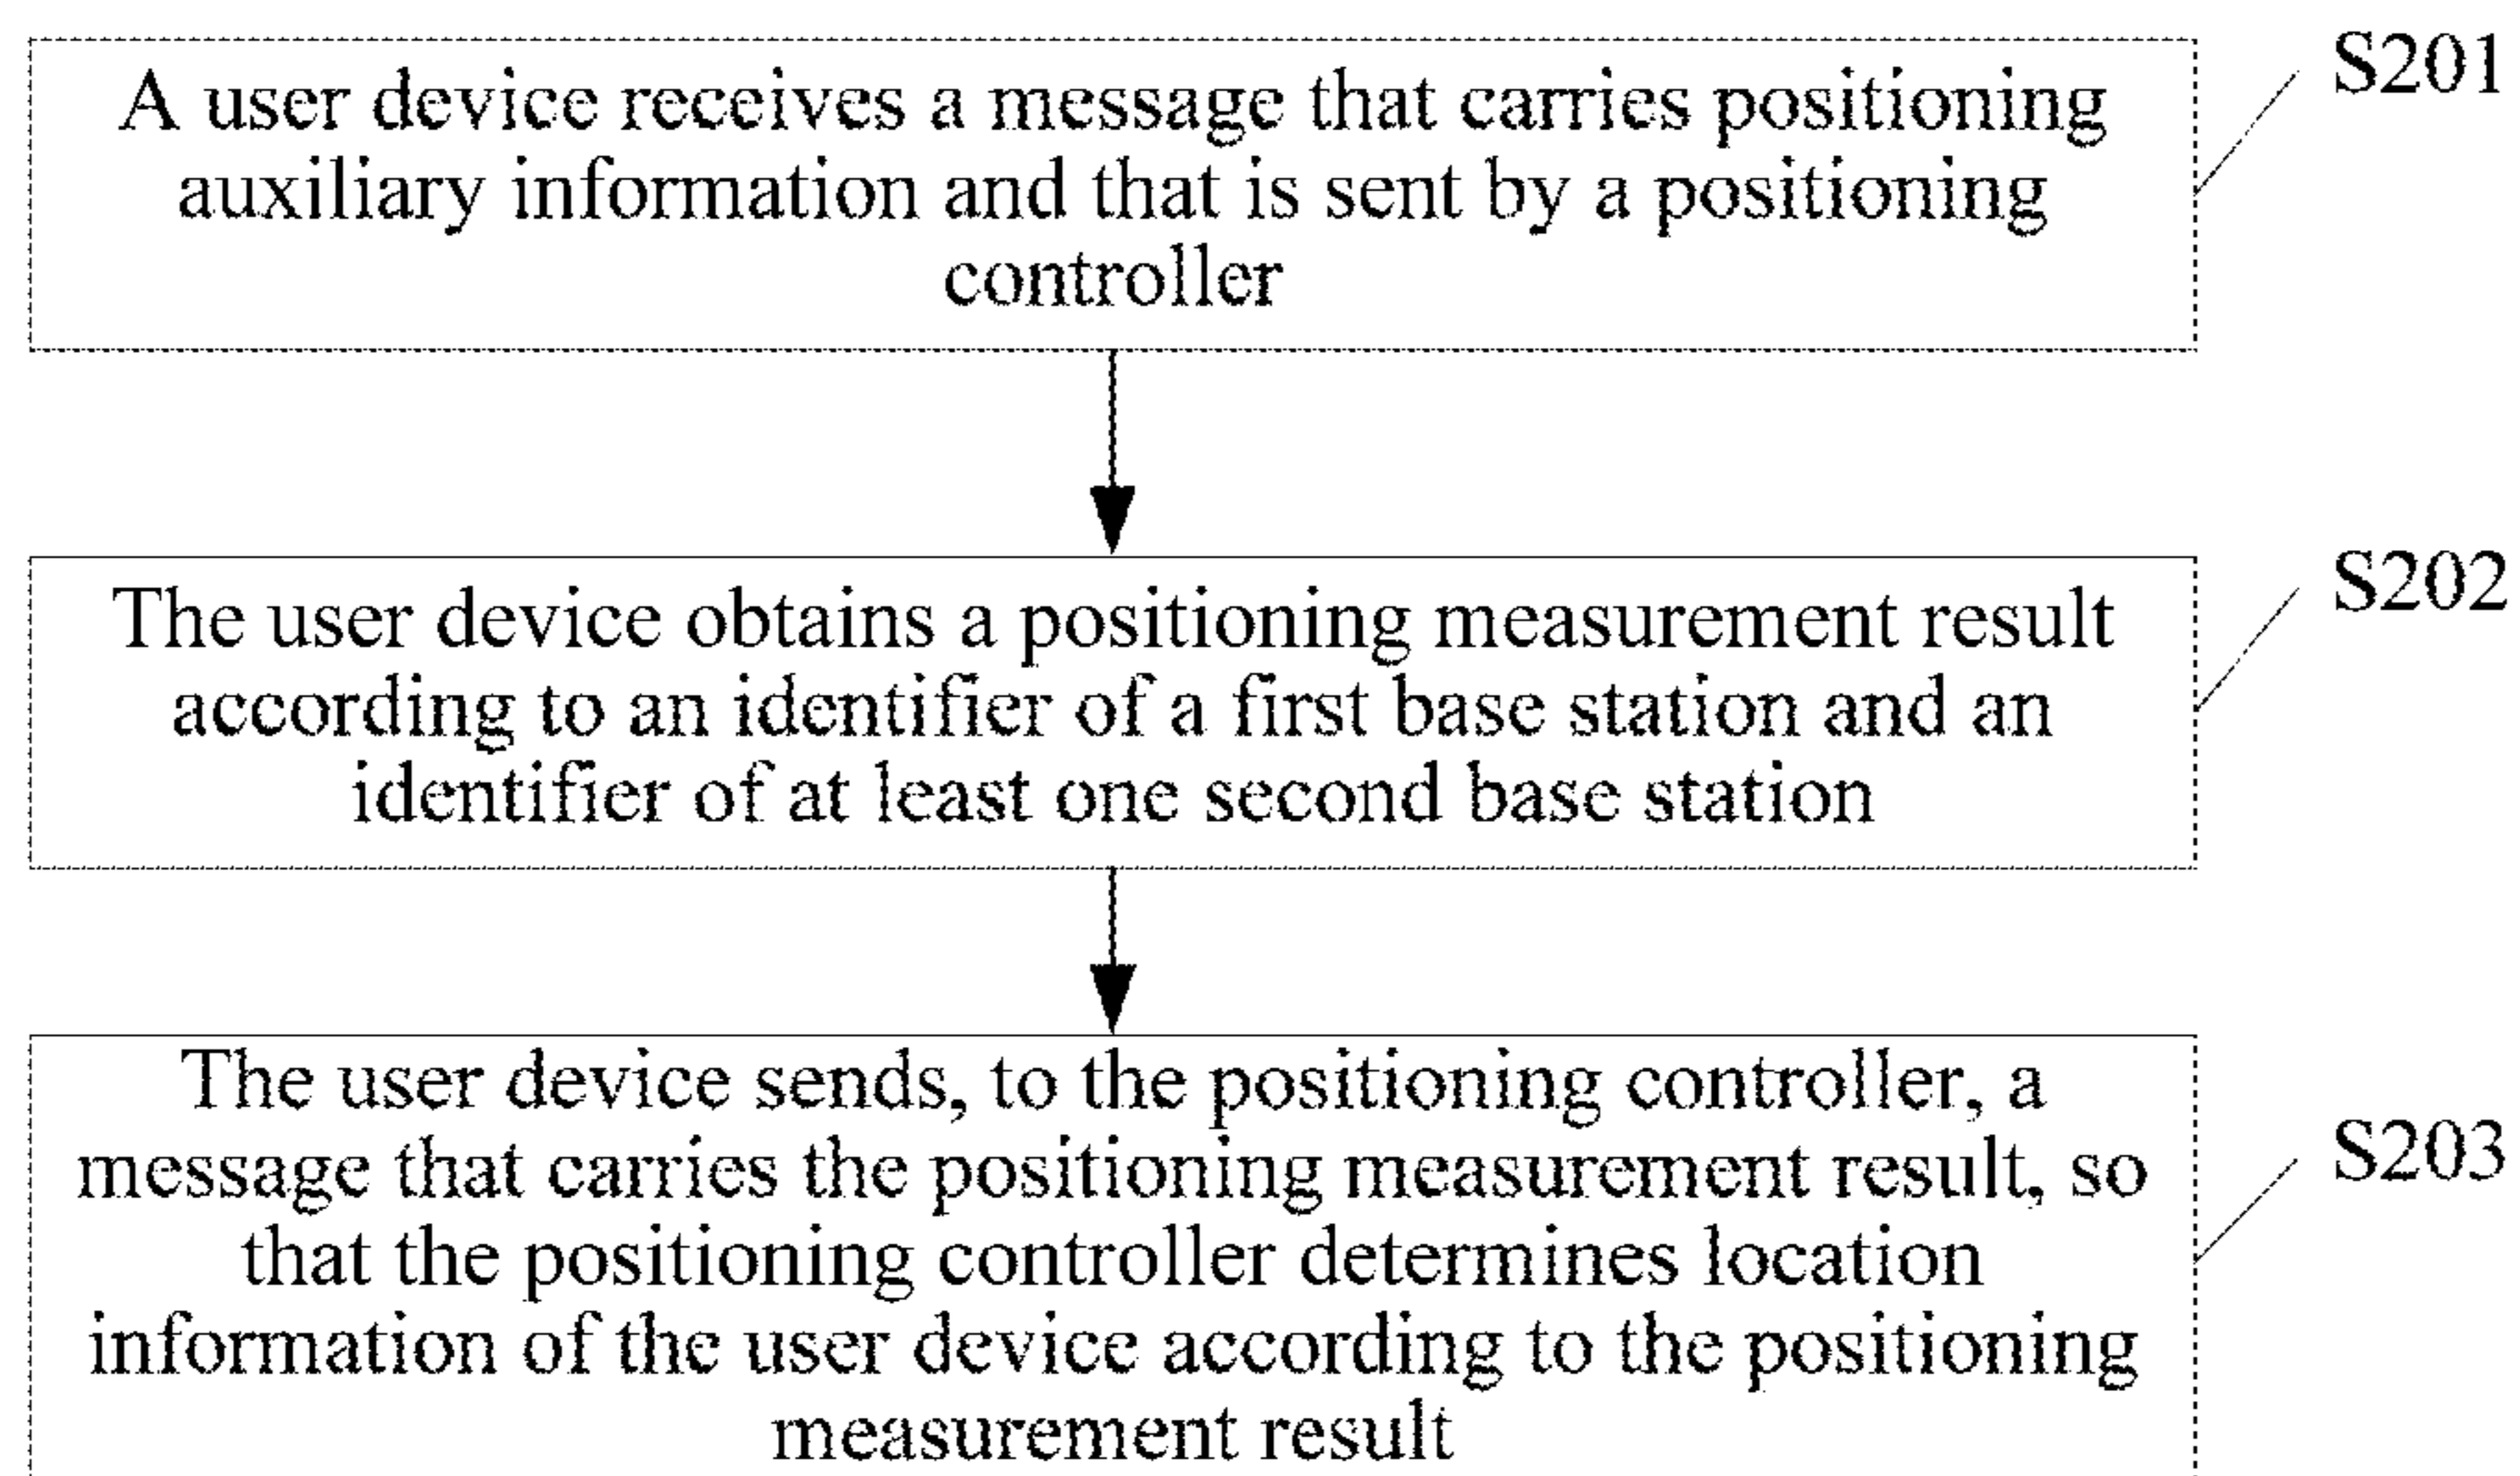 A user device receives a message that carries positioning
auxiliary information and that is sent by a positioning
controller
S201
The user device obtains a positioning measurement result
according to an identifier of a first base station and an
identifier of at least one second base station
S202
The user device sends, to the positioning controller, a
message that carries the positioning measurement result, so
that the positioning controller determines location
information of the user device according to the positioning
measurement result
S203